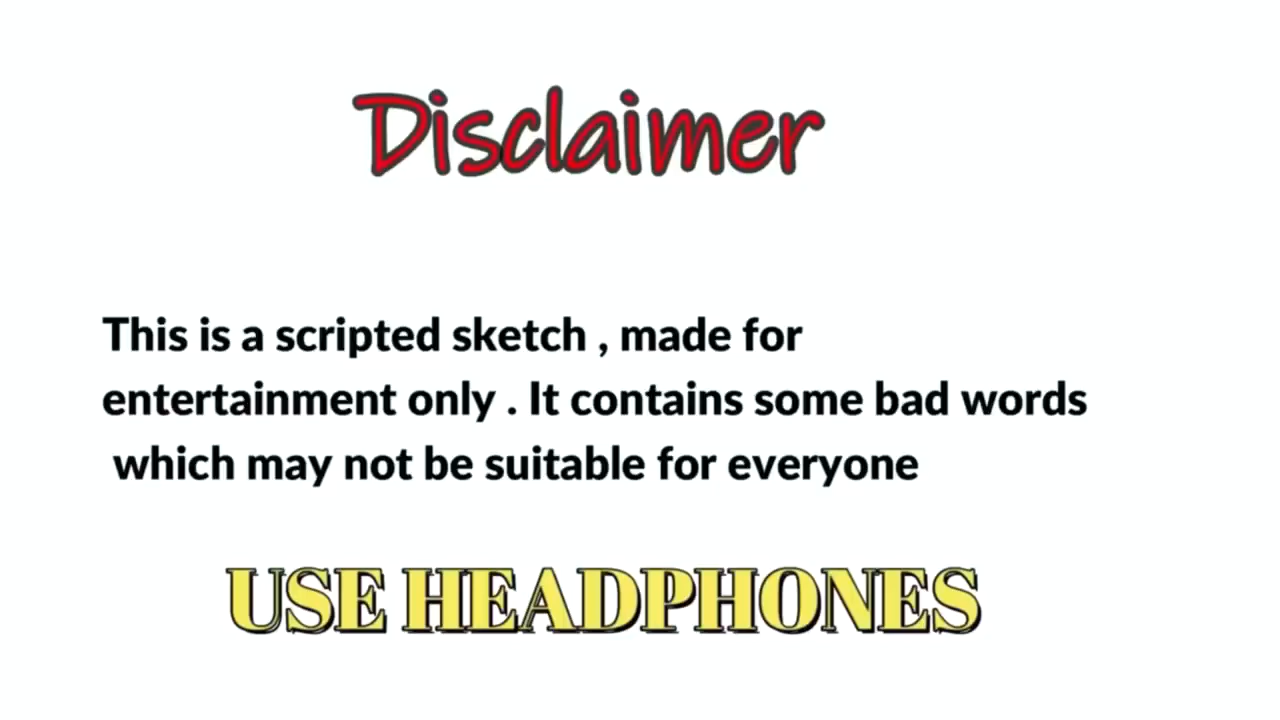 Disclaimer
This is a scripted sketch , made for
entertainment only . It contains some bad words
which may not be suitable for everyone
USE HEADPHONES